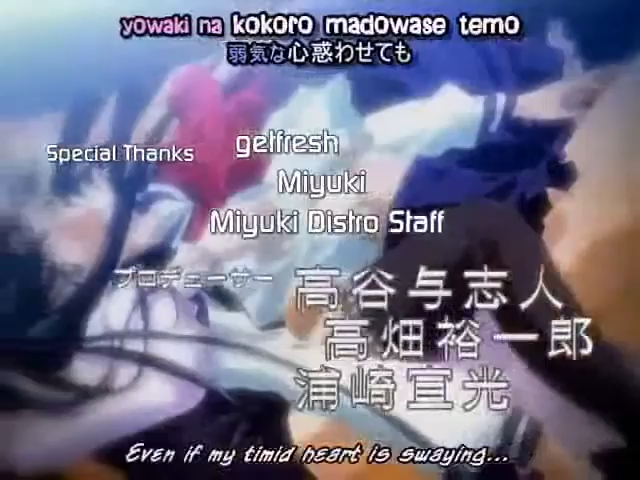 yowaki na kokoro madowase temo
弱気な心惑わせても
Special Thanks
getfresh
Miyuki
Miyuki Distro Staff
プロデューサー
高谷与志人
高畑裕一郎
浦崎宣光
Even if my timid heart is swaying...